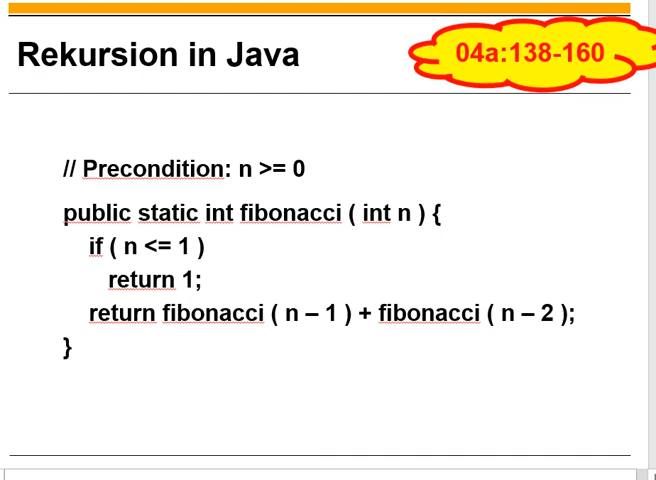 Rekursion in Java
04a:138-160
// Precondition: n >= 0
public static int fibonacci ( int n ) {
if ( n <= 1 )
return 1;
return fibonacci ( n – 1 ) + fibonacci ( n – 2 );
}